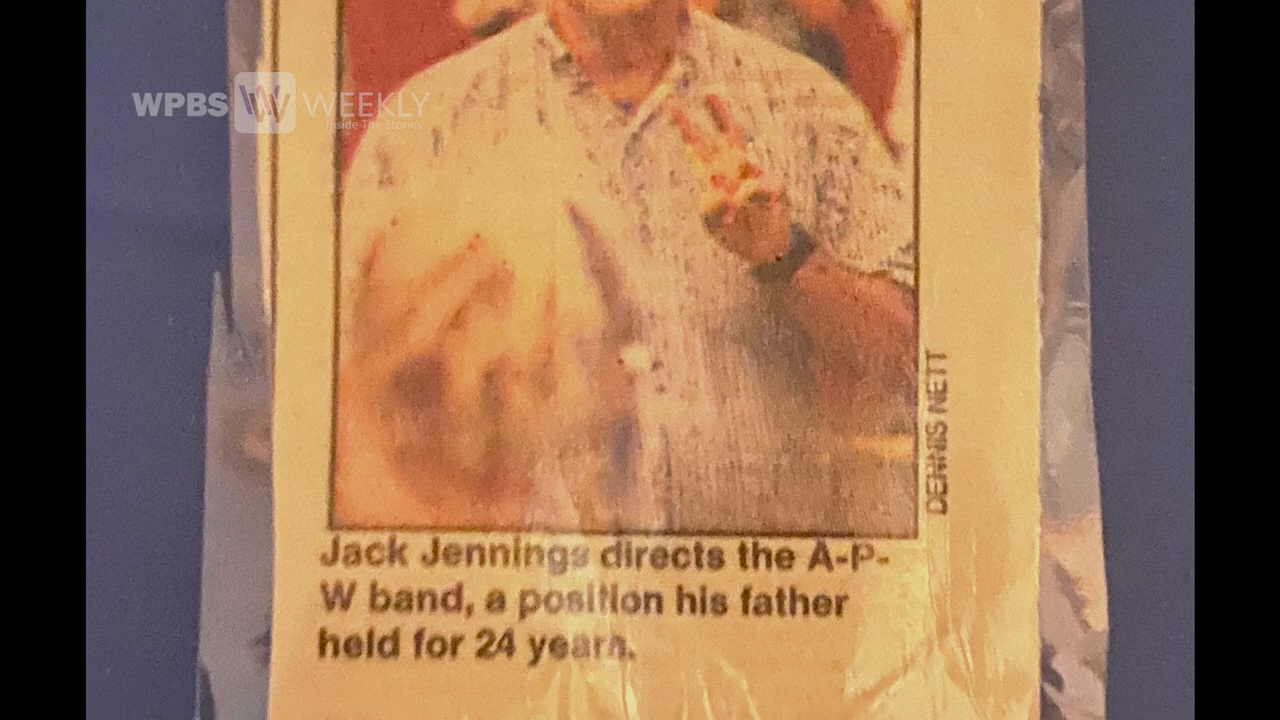 WPBS W WEEKLY
Inside The Stories
DENNIS NETT
Jack Jennings directs the A-P-
W band, a position his father
held for 24 years.